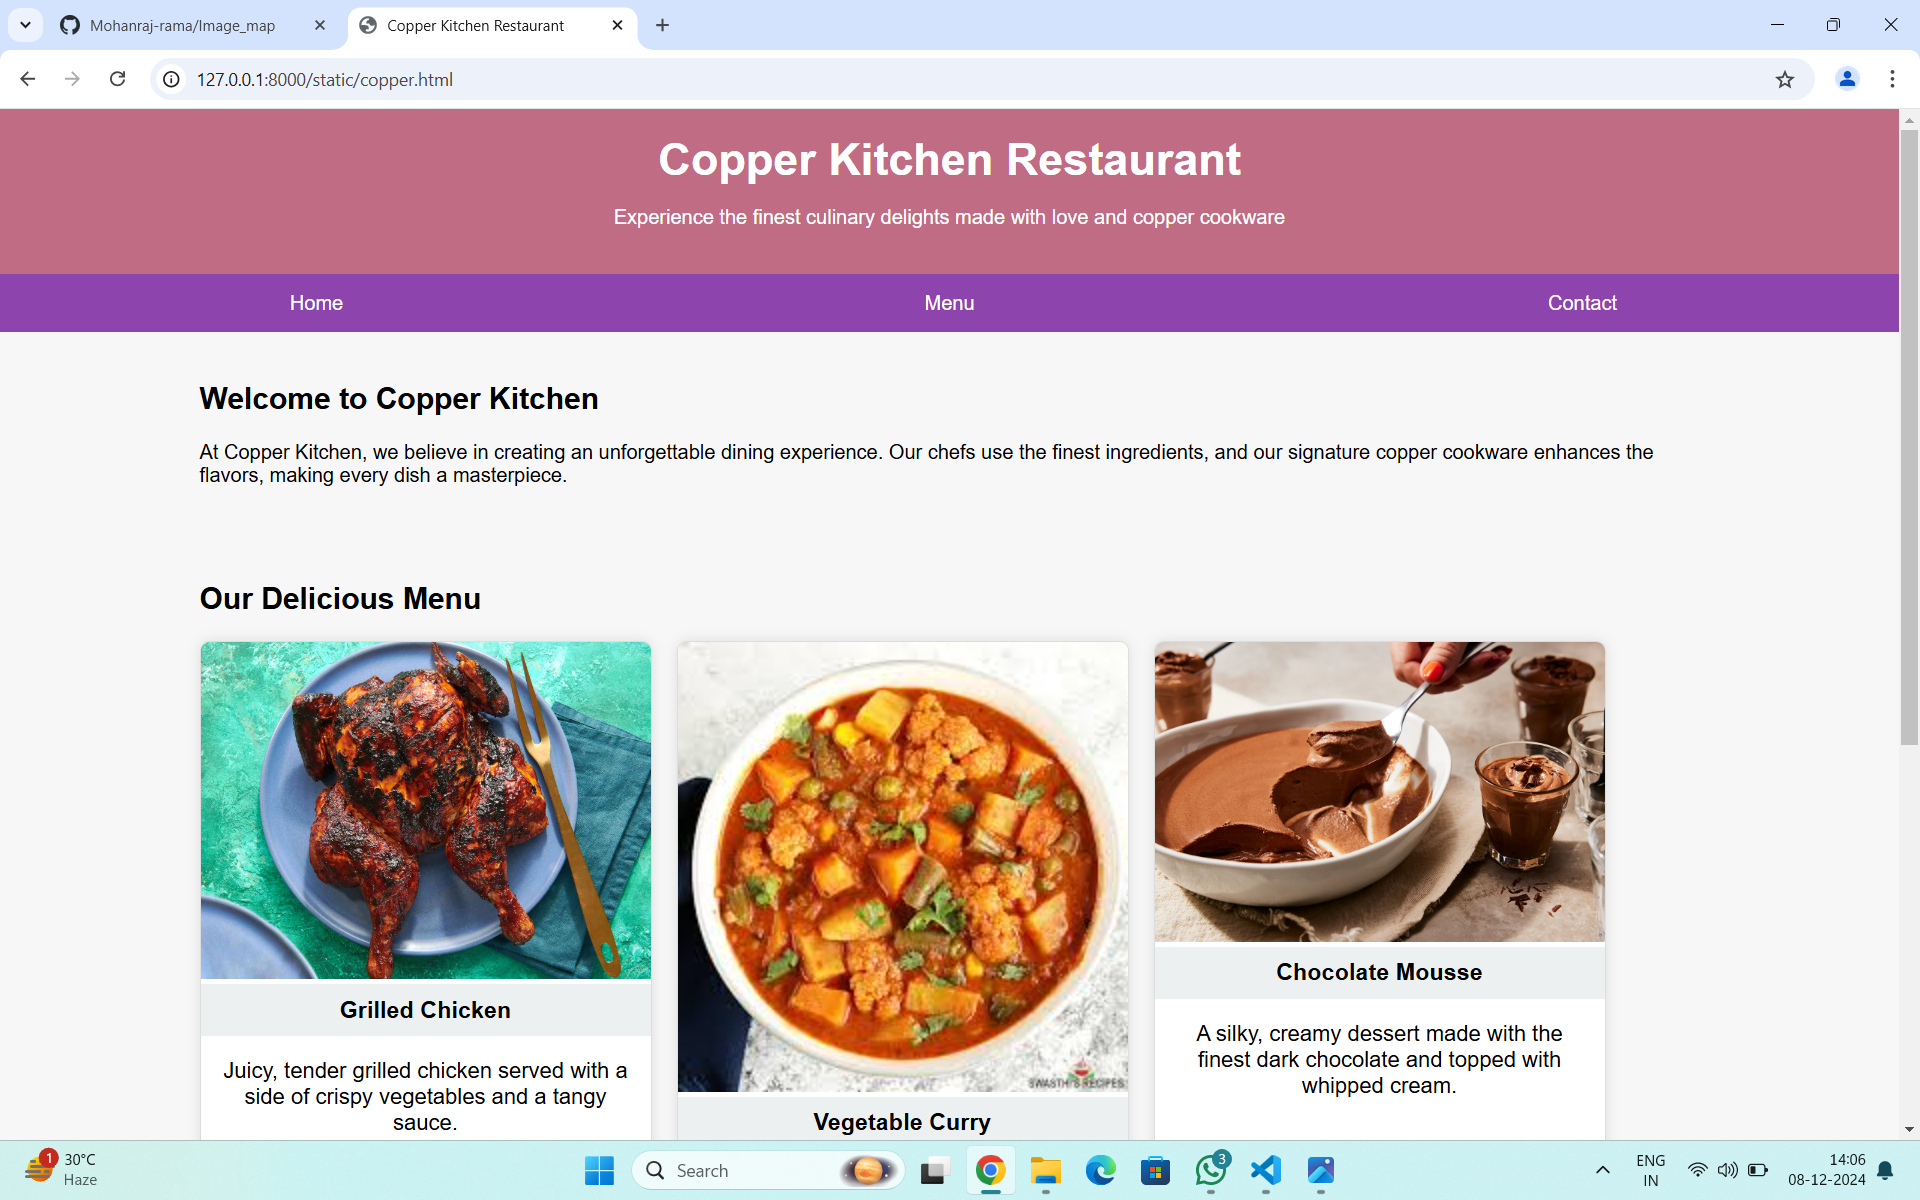 Mohanraj-rama/Image_map
Copper Kitchen Restaurant
127.0.0.1:8000/static/copper.html
Copper Kitchen Restaurant
Experience the finest culinary delights made with love and copper cookware
Home Menu Contact
Welcome to Copper Kitchen
At Copper Kitchen, we believe in creating an unforgettable dining experience. Our chefs use the finest ingredients, and our signature copper cookware enhances the
flavors, making every dish a masterpiece.
Our Delicious Menu
Grilled Chicken
Juicy, tender grilled chicken served with a
side of crispy vegetables and a tangy
sauce.
SWASTHI'S RECIPES
Vegetable Curry
Chocolate Mousse
A silky, creamy dessert made with the
finest dark chocolate and topped with
whipped cream.
1
30°C
Haze
Search
3
ENG
IN
14:06
08-12-2024